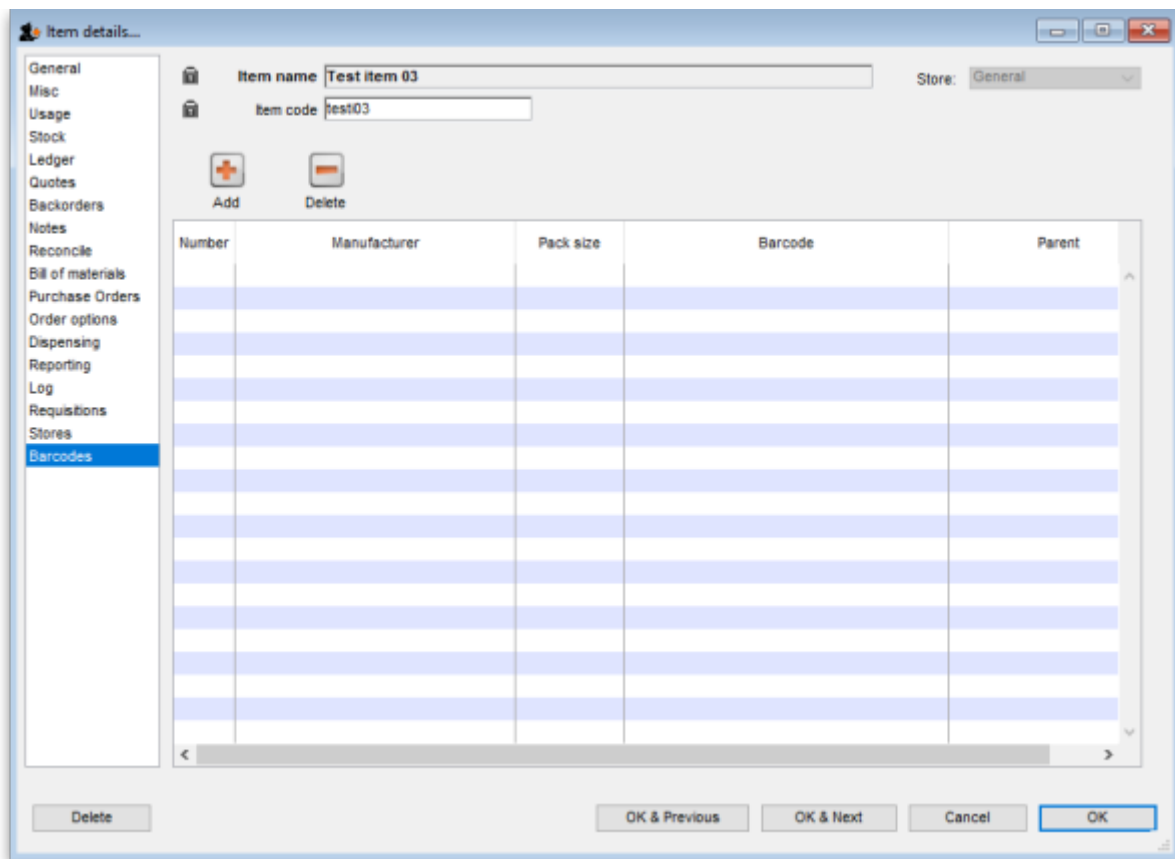 Item details...
General
Misc
Usage
Stock
Ledger
Quotes
Backorders
Notes
Reconcile
Bill of materials
Purchase Orders
Order options
Dispensing
Reporting
Log
Requisitions
Stores
Barcodes
Item name Test item 03 Store: General
Item code testi03
Add Delete
Number Manufacturer Pack size Barcode Parent
Delete OK & Previous OK & Next Cancel OK